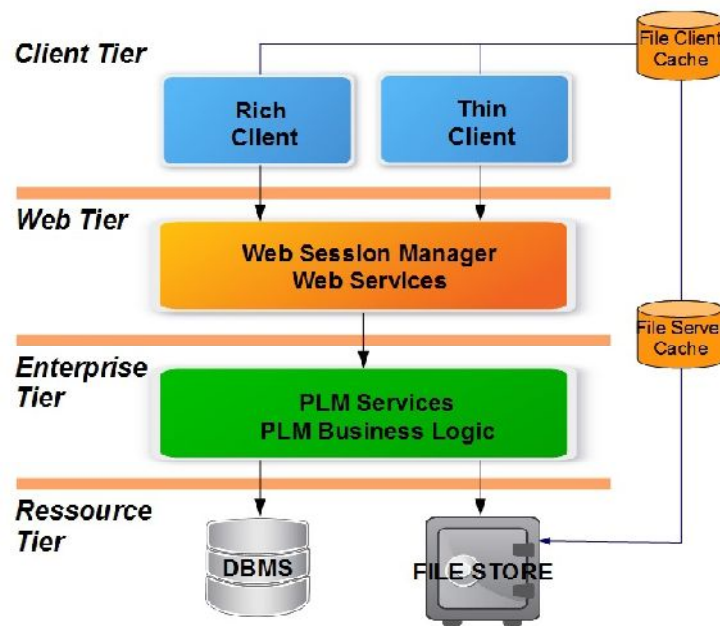 Client Tier
File Client
Cache
Rich
Client
Thin
Client
Web Tier
Web Session Manager
Web Services
File Server
Cache
Enterprise
Tier
PLM Services
PLM Business Logic
Ressource
Tier
DBMS
FILE STORE